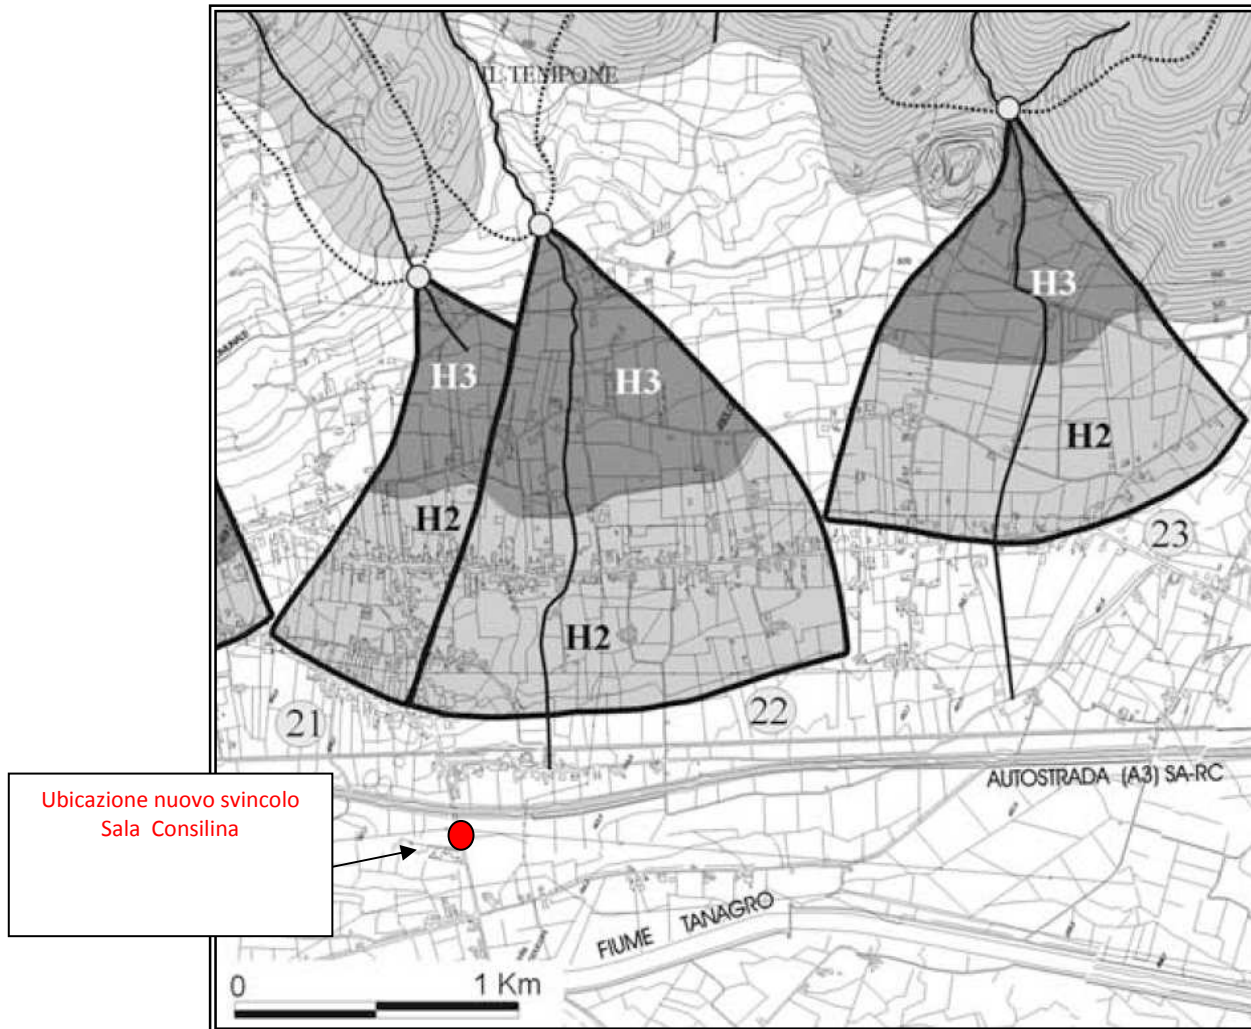 IL TEMPONE
H3
H3
H3
H2
H2
H2
23
21
22
AUTOSTRADA (A3) SA-RC
Ubicazione nuovo svincolo
Sala Consilina
FIUME TANAGRO
0 1 Km